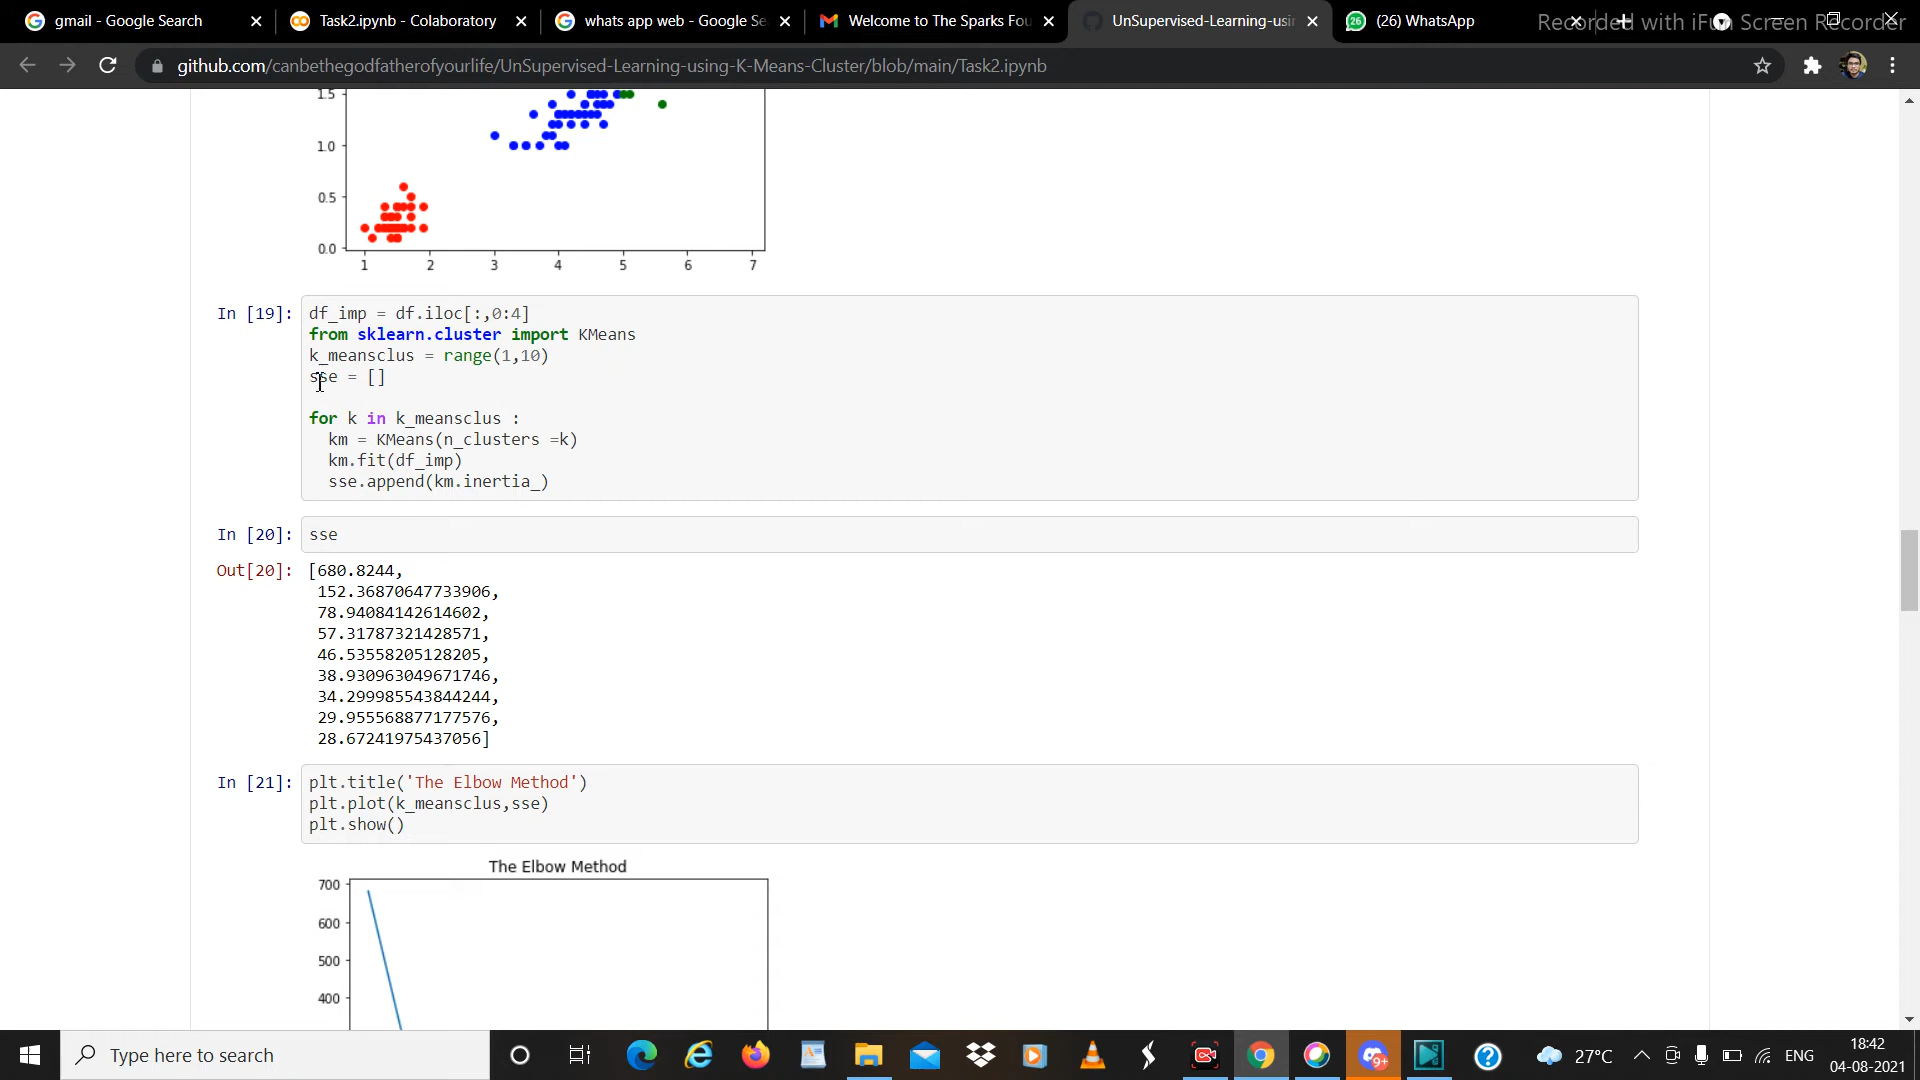 gmail - Google Search
Task2.ipynb - Colaboratory
whats app web - Google Se
Welcome to The Sparks Fou
UnSupervised-Learning-usin
26
(26) WhatsApp
Recorded with iFun Screen Recorder
github.com/canbethegodfatherofyourlife/UnSupervised-Learning-using-K-Means-Cluster/blob/main/Task2.ipynb
1.5
1.0
0.5
0.0
1 2 3 4 5 6 7
In [19]: df_imp = df.iloc[:,0:4]
from sklearn.cluster import KMeans
k_meansclus = range(1,10)
sse = []
for k in k_meansclus :
km = KMeans(n_clusters =k)
km.fit(df_imp)
sse.append(km.inertia_)
In [20]: sse
Out[20]: [680.8244,
152.36870647733906,
78.94084142614602,
57.31787321428571,
46.53558205128205,
38.930963049671746,
34.299985543844244,
29.955568877177576,
28.67241975437056]
In [21]: plt.title('The Elbow Method')
plt.plot(k_meansclus,sse)
plt.show()
The Elbow Method
700
600
500
400
Type here to search
9+
27°C
ENG
18:42
04-08-2021